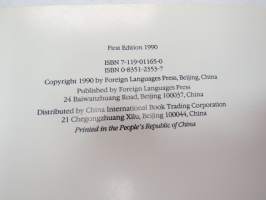 First Edition 1990
ISBN 7-119-01165-0
ISBN 0-8351-2353-7
Copyright 1990 by Foreign Languages Press, Beijing, China
Published by Foreign Languages Press
24 Baiwanzhuang Road, Beijing 100037, China
Distributed by China International Book Trading Corporation
21 Chegongzhuang Xilu, Beijing 100044, China
Printed in the People's Republic of China